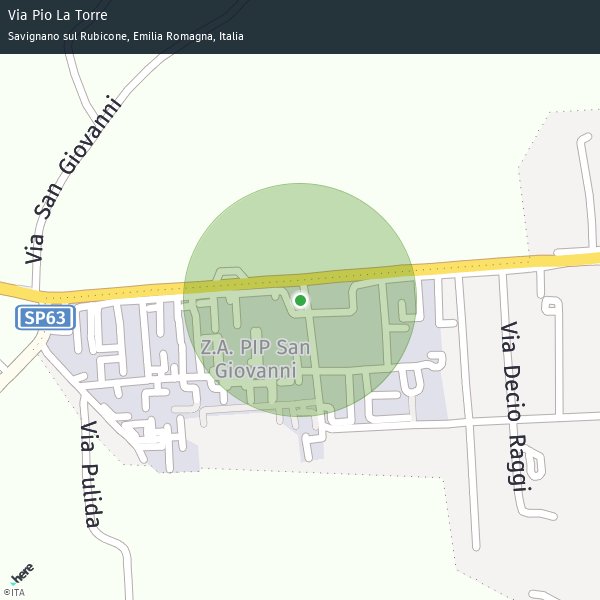 Via Pio La Torre
Savignano sul Rubicone, Emilia Romagna, Italia
Via San Giovanni
SP63
Z.A. PIP San
Giovanni
Via Decio Raggi
Via Pulida
here
©ITA